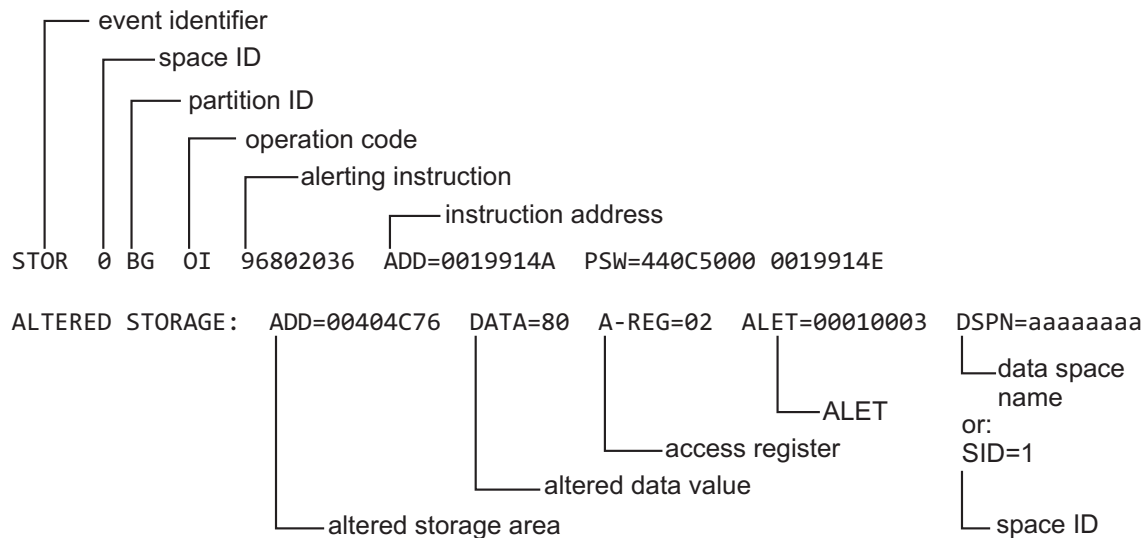 event identifier
space ID
partition ID
operation code
alerting instruction
instruction address
STOR 0 BG OI 96802036 ADD=0019914A PSW=440C5000 0019914E
ALTERED STORAGE: ADD=00404C76 DATA=80 A-REG=02 ALET=00010003 DSPN=aaaaaaaa
data space
name
ALET
or:
SID=1
access register
altered data value
altered storage area
space ID